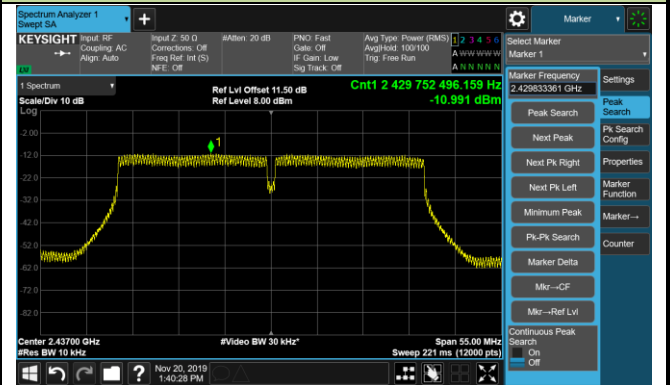 Spectrum Analyzer 1
Swept SA
Marker
KEYSIGHT
Input: RF
Coupling: AC
Align: Auto
Input Z: 50 Ω
Corrections: Off
Freq Ref: Int (S)
NFE: Off
#Atten: 20 dB
PNO: Fast
Gate: Off
IF Gain: Low
Sig Track: Off
Avg Type: Power (RMS)
Avg|Hold: 100/100
Trig: Free Run
1 2 3 4 5 6
A W W W W W
A N N N N N
Select Marker
Marker 1
1 Spectrum
Scale/Div 10 dB
Log
Ref Lvl Offset 11.50 dB
Ref Level 8.00 dBm
Cnt1 2 429 752 496.159 Hz
-10.991 dBm
Marker Frequency
2.429833361 GHz
Settings
Peak Search
Peak
Search
Next Peak
Pk Search
Config
Next Pk Right
Properties
Next Pk Left
Marker
Function
Minimum Peak
Marker→
Pk-Pk Search
Counter
Marker Delta
Mkr→CF
Mkr→Ref Lvl
Continuous Peak
Search
On
Off
1
-2.00
-12.0
-22.0
-32.0
-42.0
-52.0
-62.0
-72.0
-82.0
Center 2.43700 GHz
#Res BW 10 kHz
#Video BW 30 kHz*
Span 55.00 MHz
Sweep 221 ms (12000 pts)
Nov 20, 2019
1:40:28 PM